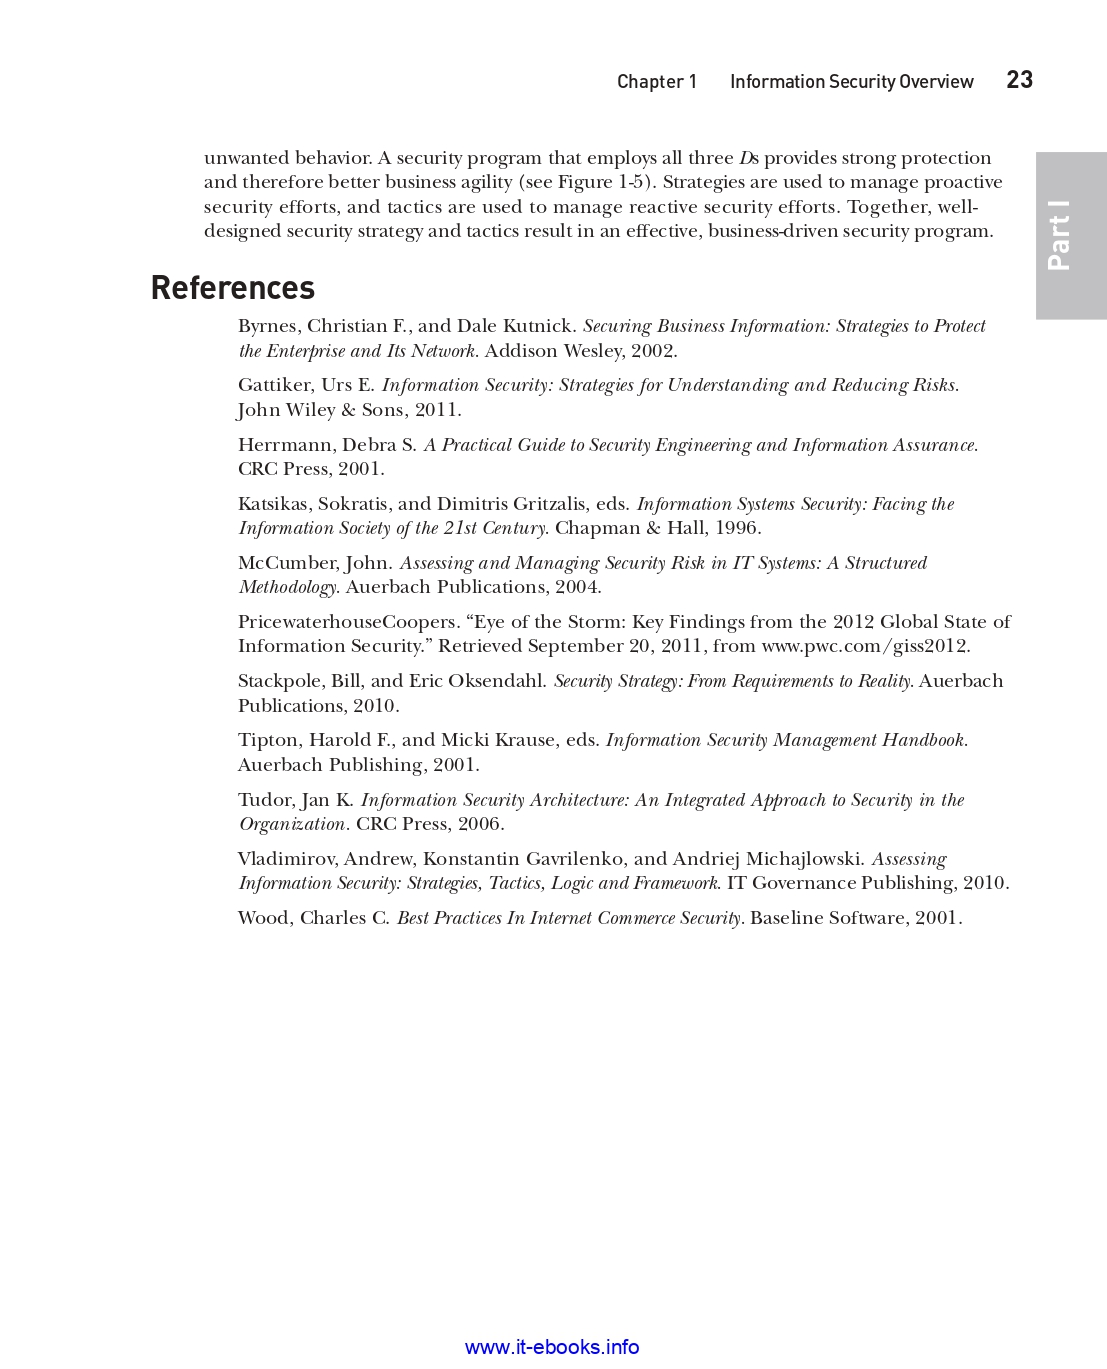 Chapter 1 Information Security Overview 23
unwanted behavior. A security program that employs all three Ds provides strong protection
and therefore better business agility (see Figure 1-5). Strategies are used to manage proactive
security efforts, and tactics are used to manage reactive security efforts. Together, well-
designed security strategy and tactics result in an effective, business-driven security program.
Part I
References
Byrnes, Christian F., and Dale Kutnick. Securing Business Information: Strategies to Protect
the Enterprise and Its Network. Addison Wesley, 2002.
Gattiker, Urs E. Information Security: Strategies for Understanding and Reducing Risks.
John Wiley & Sons, 2011.
Herrmann, Debra S. A Practical Guide to Security Engineering and Information Assurance.
CRC Press, 2001.
Katsikas, Sokratis, and Dimitris Gritzalis, eds. Information Systems Security: Facing the
Information Society of the 21st Century. Chapman & Hall, 1996.
McCumber, John. Assessing and Managing Security Risk in IT Systems: A Structured
Methodology. Auerbach Publications, 2004.
PricewaterhouseCoopers. “Eye of the Storm: Key Findings from the 2012 Global State of
Information Security.” Retrieved September 20, 2011, from www.pwc.com/giss2012.
Stackpole, Bill, and Eric Oksendahl. Security Strategy: From Requirements to Reality. Auerbach
Publications, 2010.
Tipton, Harold F., and Micki Krause, eds. Information Security Management Handbook.
Auerbach Publishing, 2001.
Tudor, Jan K. Information Security Architecture: An Integrated Approach to Security in the
Organization. CRC Press, 2006.
Vladimirov, Andrew, Konstantin Gavrilenko, and Andriej Michajlowski. Assessing
Information Security: Strategies, Tactics, Logic and Framework. IT Governance Publishing, 2010.
Wood, Charles C. Best Practices In Internet Commerce Security. Baseline Software, 2001.
www.it-ebooks.info